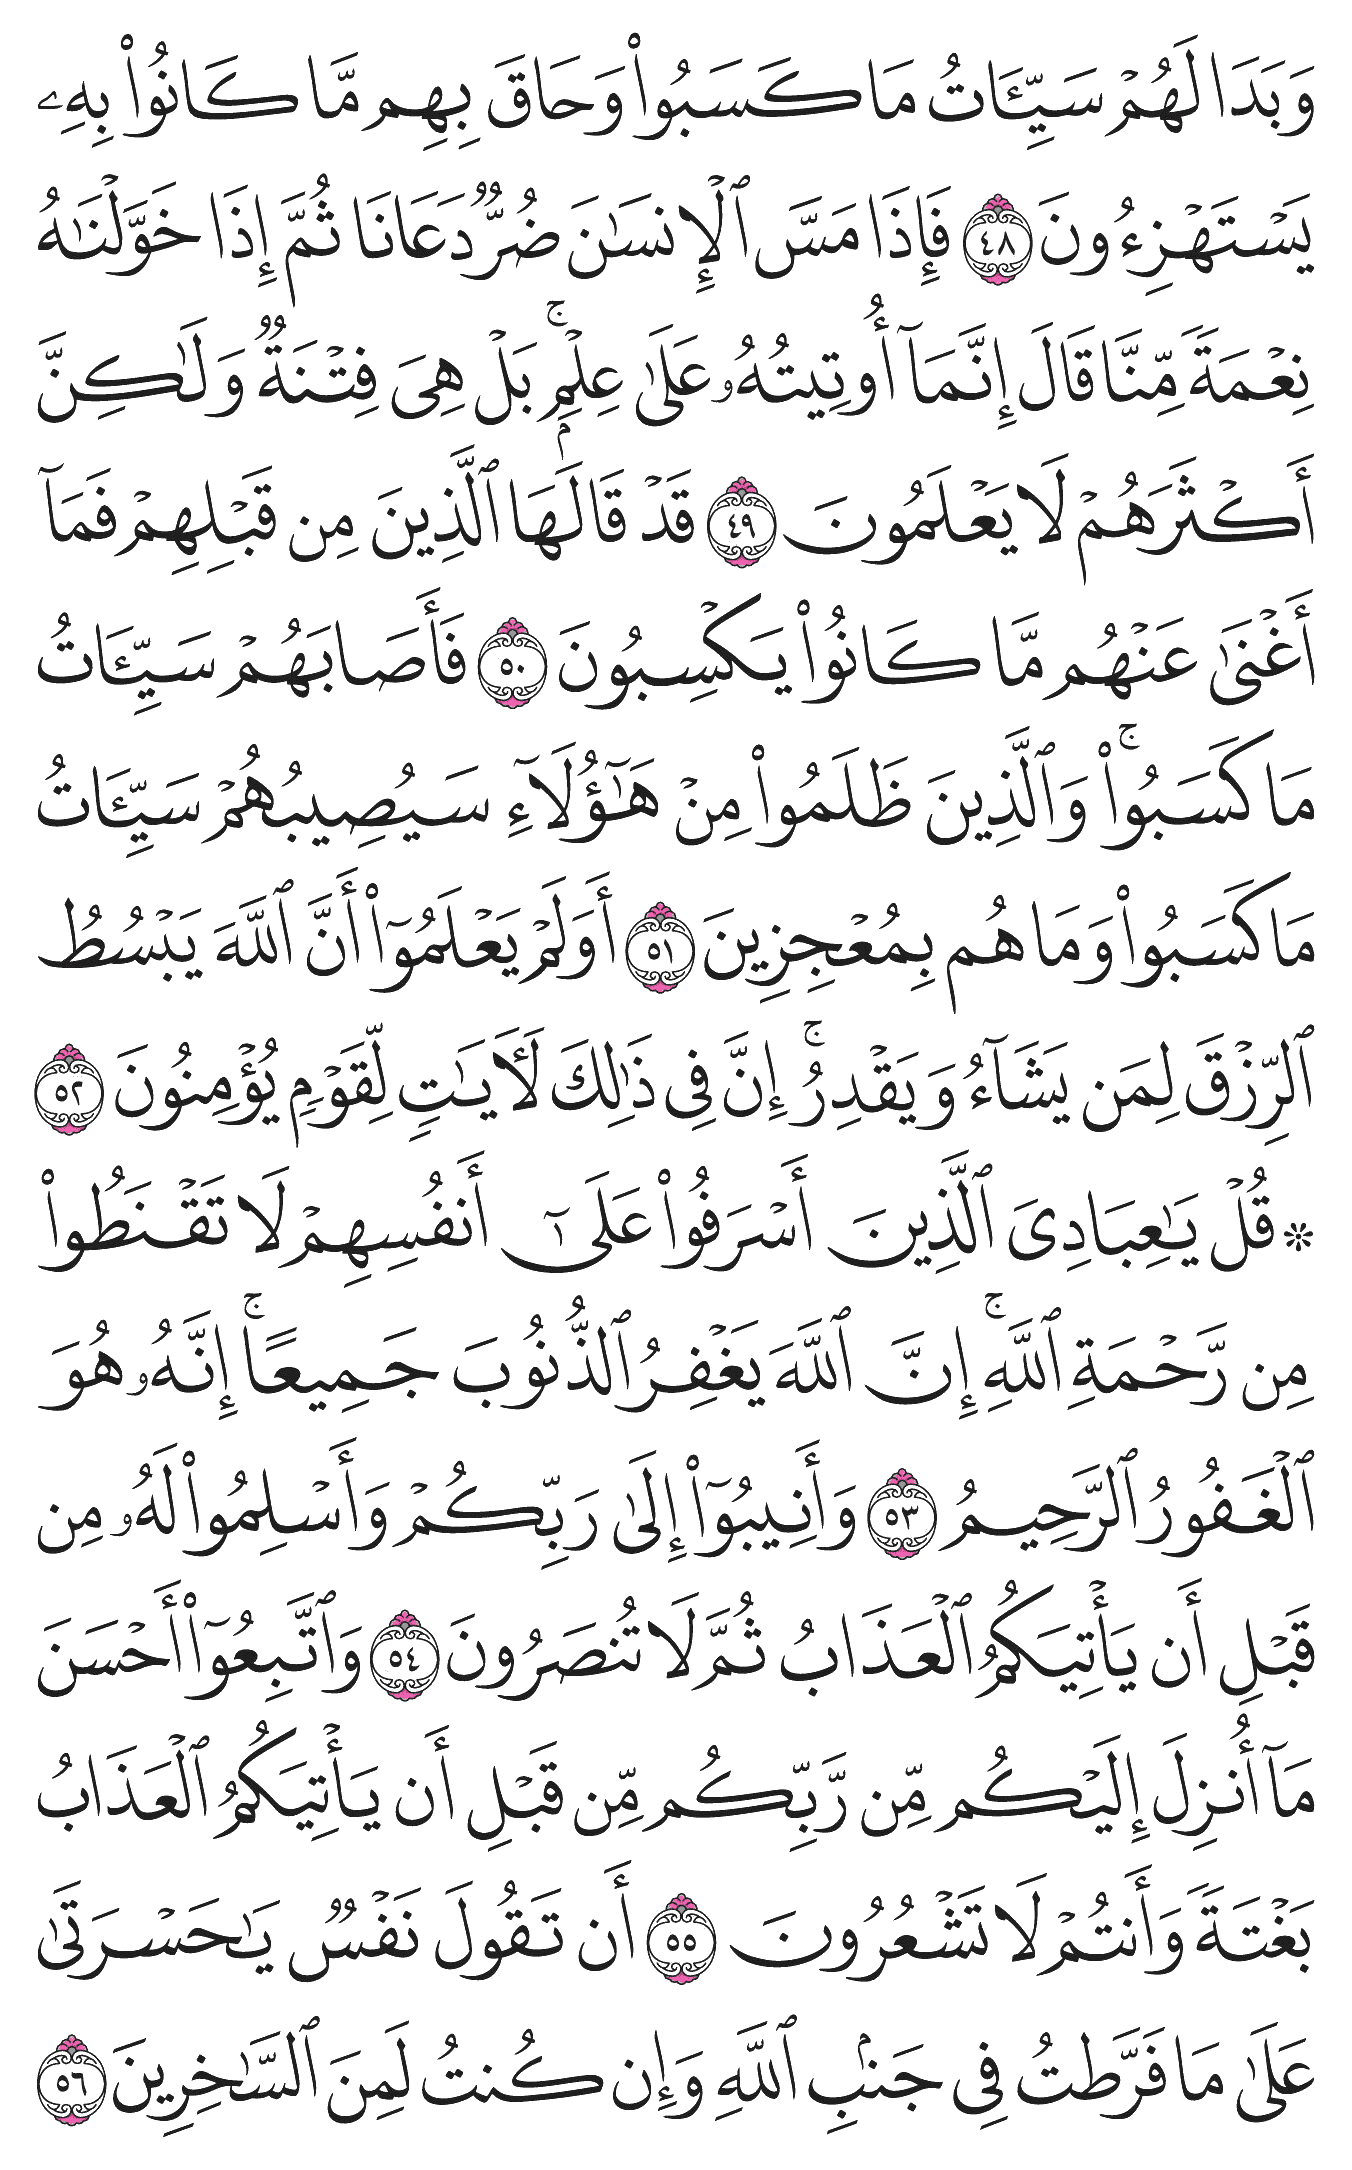 وَبَدَا لَهُمۡ سَيِّـَٔاتُ مَا كَسَبُواْ وَحَاقَ بِهِم مَّا كَانُواْ بِهِۦ
يَسۡتَهۡزِءُونَ ٤٨ فَإِذَا مَسَّ ٱلۡإِنسَٰنَ ضُرّٞ دَعَانَا ثُمَّ إِذَا خَوَّلۡنَٰهُ
نِعۡمَةٗ مِّنَّا قَالَ إِنَّمَآ أُوتِيتُهُۥ عَلَىٰ عِلۡمِۭۚ بَلۡ هِيَ فِتۡنَةٞ وَلَٰكِنَّ
أَكۡثَرَهُمۡ لَا يَعۡلَمُونَ ٤٩ قَدۡ قَالَهَا ٱلَّذِينَ مِن قَبۡلِهِمۡ فَمَآ
أَغۡنَىٰ عَنۡهُم مَّا كَانُواْ يَكۡسِبُونَ ٥٠ فَأَصَابَهُمۡ سَيِّـَٔاتُ
مَا كَسَبُواْۚ وَٱلَّذِينَ ظَلَمُواْ مِنۡ هَٰٓؤُلَآءِ سَيُصِيبُهُمۡ سَيِّـَٔاتُ
مَا كَسَبُواْ وَمَا هُم بِمُعۡجِزِينَ ٥١ أَوَلَمۡ يَعۡلَمُوٓاْ أَنَّ ٱللَّهَ يَبۡسُطُ
ٱلرِّزۡقَ لِمَن يَشَآءُ وَيَقۡدِرُۚ إِنَّ فِي ذَٰلِكَ لَأٓيَٰتٖ لِّقَوۡمٖ يُؤۡمِنُونَ ٥٢
۞ قُلۡ يَٰعِبَادِيَ ٱلَّذِينَ أَسۡرَفُواْ عَلَىٰٓ أَنفُسِهِمۡ لَا تَقۡنَطُواْ
مِن رَّحۡمَةِ ٱللَّهِۚ إِنَّ ٱللَّهَ يَغۡفِرُ ٱلذُّنُوبَ جَمِيعًاۚ إِنَّهُۥ هُوَ
ٱلۡغَفُورُ ٱلرَّحِيمُ ٥٣ وَأَنِيبُوٓاْ إِلَىٰ رَبِّكُمۡ وَأَسۡلِمُواْ لَهُۥ مِن
قَبۡلِ أَن يَأۡتِيَكُمُ ٱلۡعَذَابُ ثُمَّ لَا تُنصَرُونَ ٥٤ وَٱتَّبِعُوٓاْ أَحۡسَنَ
مَآ أُنزِلَ إِلَيۡكُم مِّن رَّبِّكُم مِّن قَبۡلِ أَن يَأۡتِيَكُمُ ٱلۡعَذَابُ
بَغۡتَةٗ وَأَنتُمۡ لَا تَشۡعُرُونَ ٥٥ أَن تَقُولَ نَفۡسٞ يَٰحَسۡرَتَىٰ
عَلَىٰ مَا فَرَّطتُ فِي جَنۢبِ ٱللَّهِ وَإِن كُنتُ لَمِنَ ٱلسَّٰخِرِينَ ٥٦